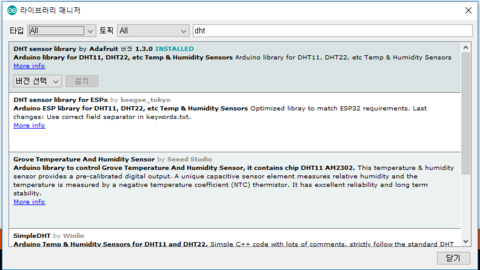 라이브러리 매니저
타입 All 토픽 All dht
DHT sensor library by Adafruit 버전 1.3.0 INSTALLED
Arduino library for DHT11, DHT22, etc Temp & Humidity Sensors Arduino library for DHT11, DHT22, etc Temp & Humidity Sensors
More info
버전 선택 설치
DHT sensor library for ESPx by beegee_tokyo
Arduino ESP library for DHT11, DHT22, etc Temp & Humidity Sensors Optimized libray to match ESP32 requirements. Last
changes: Use correct field separator in keywords.txt.
More info
Grove Temperature And Humidity Sensor by Seeed Studio
Arduino library to control Grove Temperature And Humidity Sensor, it contains chip DHT11 AM2302. This temperature & humidity
sensor provides a pre-calibrated digital output. A unique capacitive sensor element measures relative humidity and the
temperature is measured by a negative temperature coefficient (NTC) thermistor. It has excellent reliability and long term
stability.
More info
SimpleDHT by Winlin
Arduino Temp & Humidity Sensors for DHT11 and DHT22. Simple C++ code with lots of comments, strictly follow the standard DHT
닫기